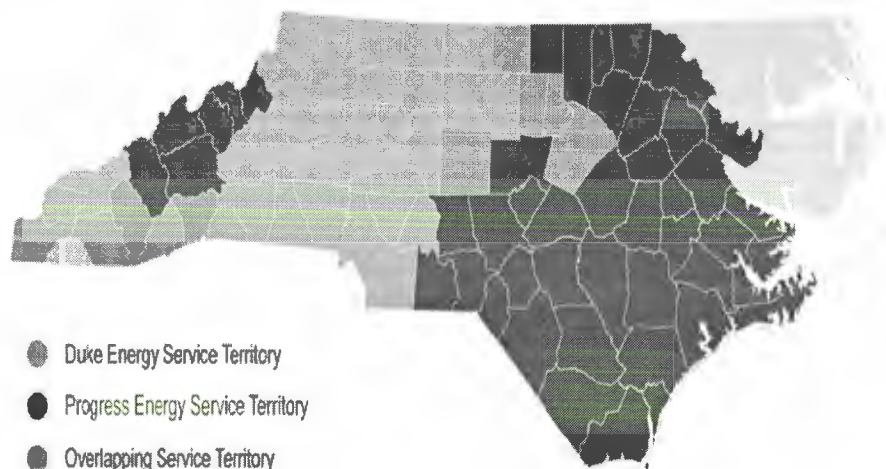 Duke Energy Service Territory
Progress Energy Service Territory
Overlapping Service Territory